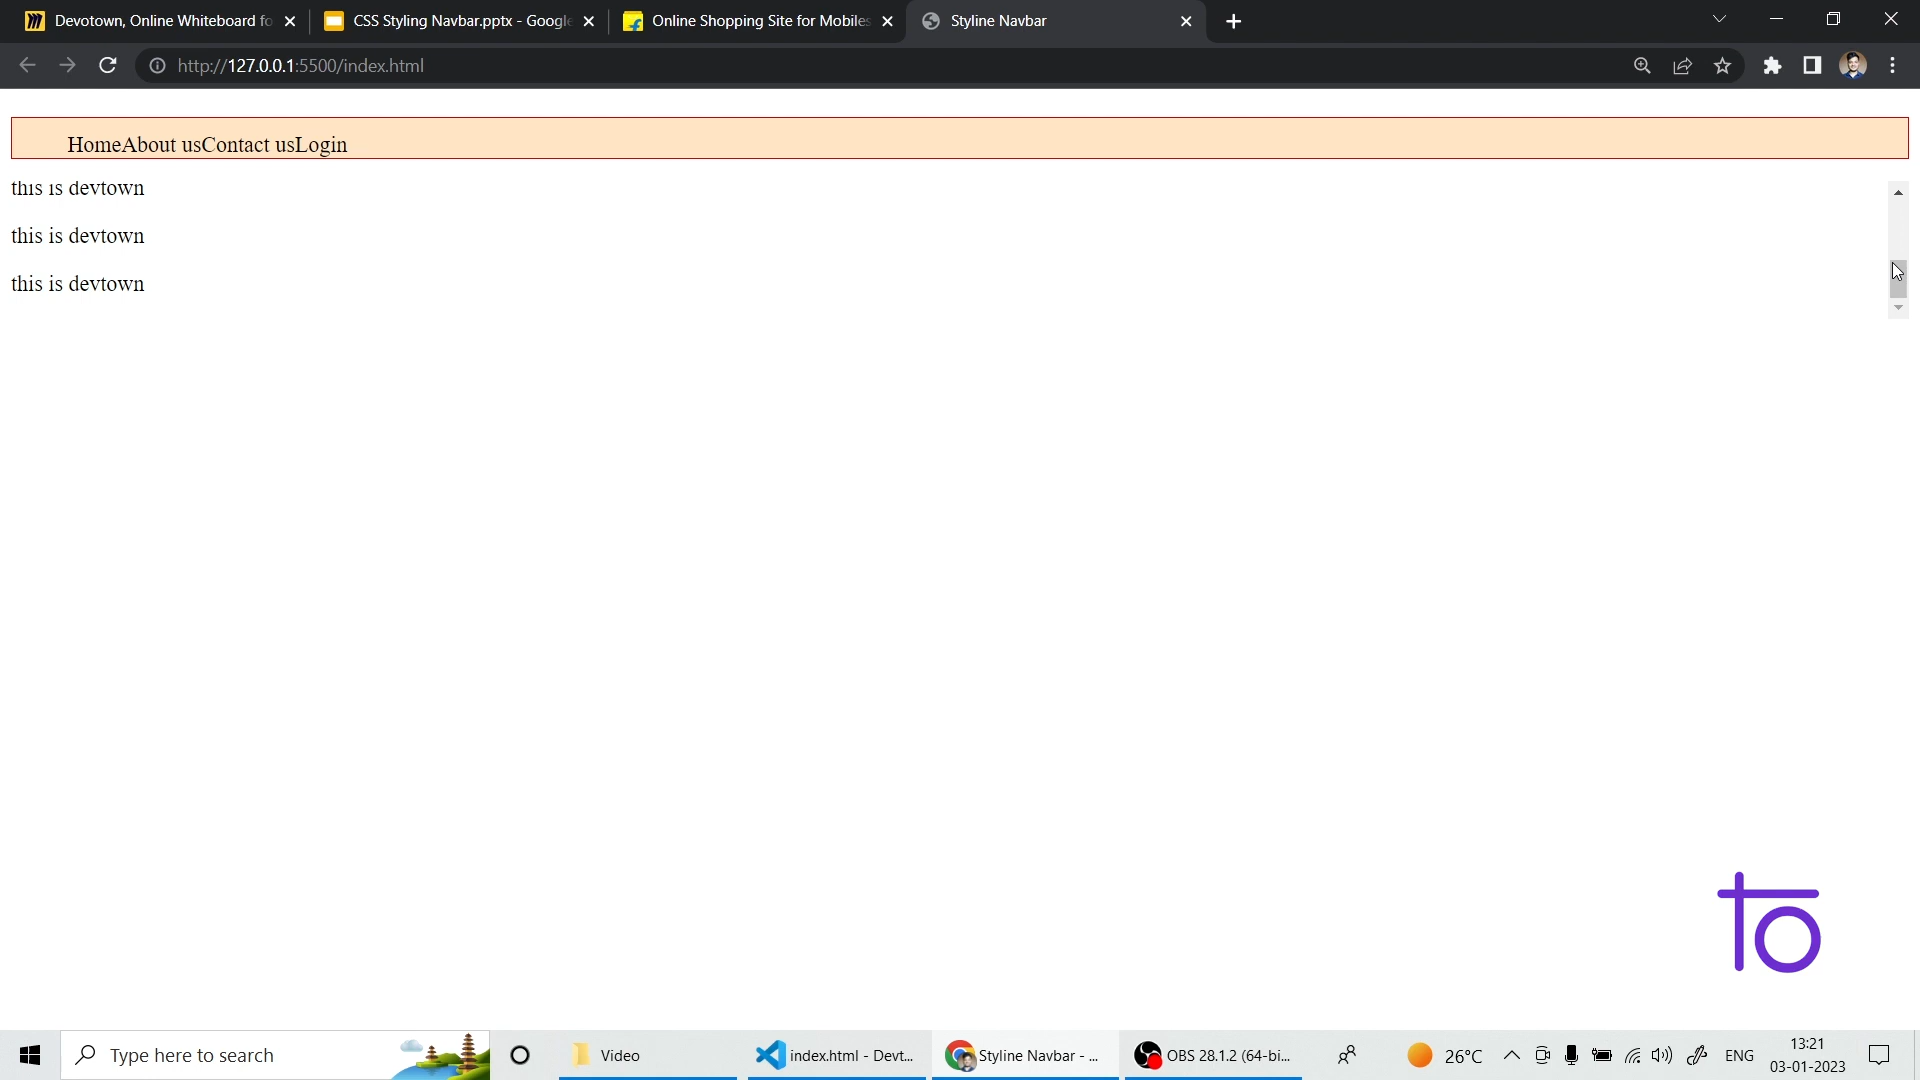 Devotown, Online Whiteboard fo
CSS Styling Navbar.pptx - Google
Online Shopping Site for Mobiles
Styline Navbar
http://127.0.0.1:5500/index.html
HomeAbout usContact usLogin
this is devtown
this is devtown
this is devtown
to
Type here to search
Video
index.html - Devt...
Styline Navbar - ...
OBS 28.1.2 (64-bi...
26°C
ENG
13:21
03-01-2023